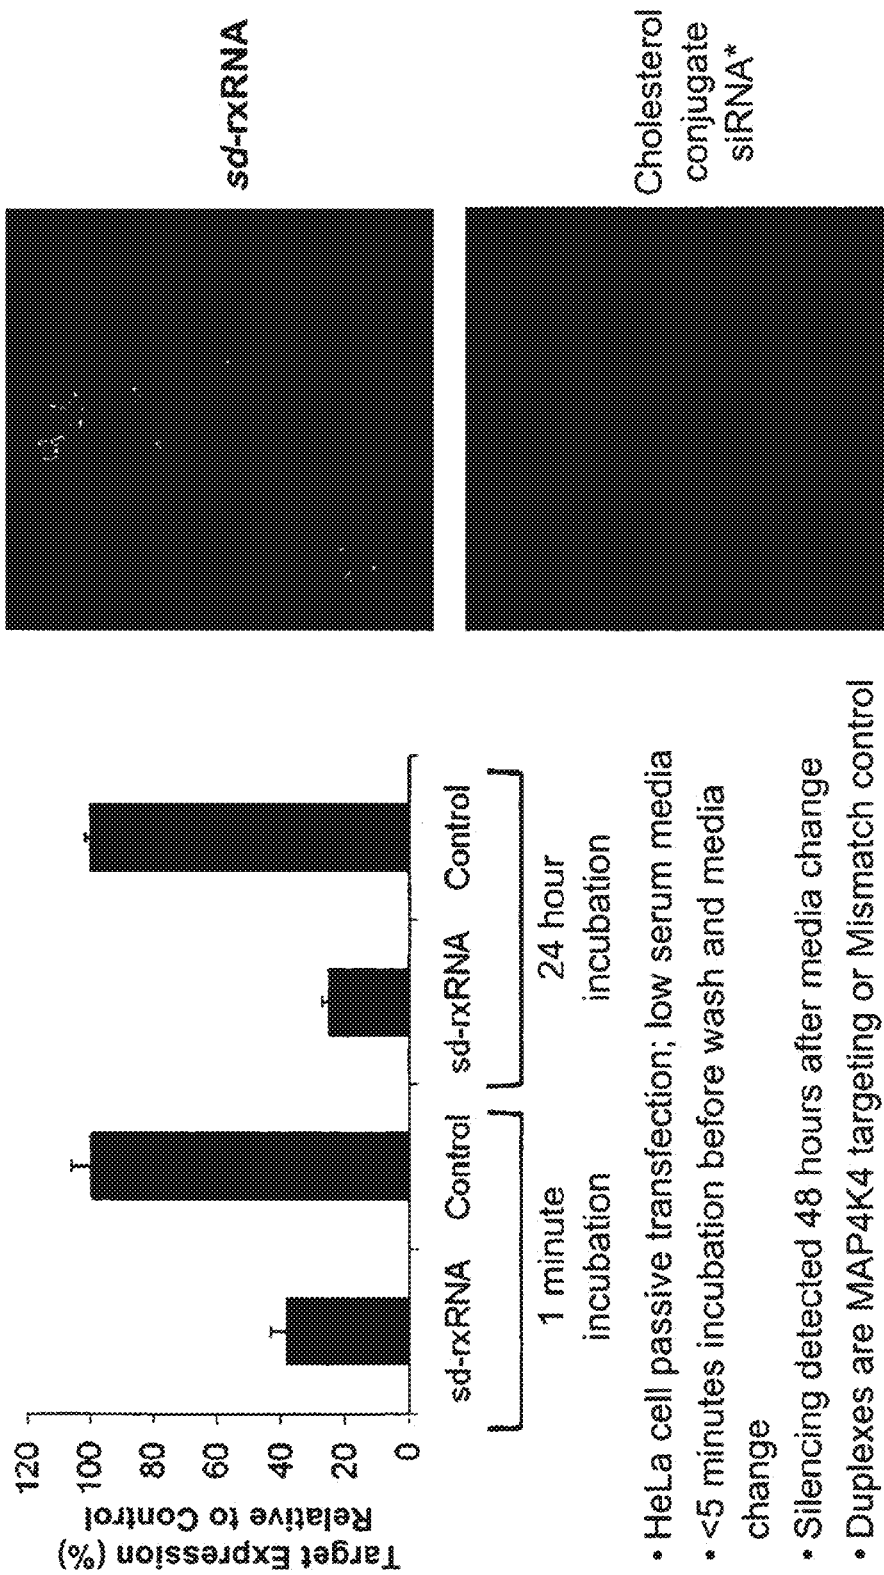 Target Expression (%)
Relative to Control
120
100
80
60
40
20
0
sd-rxRNA
Control
sd-rxRNA
Control
1 minute
incubation
24 hour
incubation
• HeLa cell passive transfection; low serum media
• <5 minutes incubation before wash and media
change
• Silencing detected 48 hours after media change
• Duplexes are MAP4K4 targeting or Mismatch control
sd-rxRNA
Cholesterol
conjugate
siRNA*